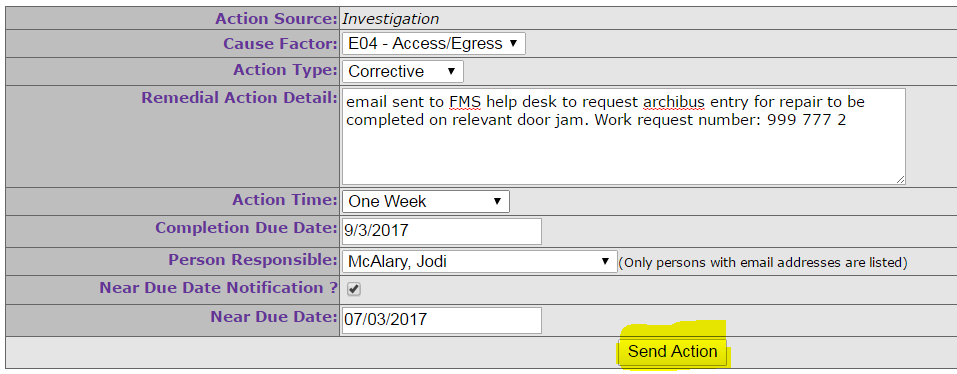 Action Source: Investigation
Cause Factor: E04 - Access/Egress
Action Type: Corrective
Remedial Action Detail: email sent to FMS help desk to request archibus entry for repair to be
completed on relevant door jam. Work request number: 999 777 2
Action Time: One Week
Completion Due Date: 9/3/2017
Person Responsible: McAlary, Jodi (Only persons with email addresses are listed)
Near Due Date Notification ?
Near Due Date: 07/03/2017
Send Action